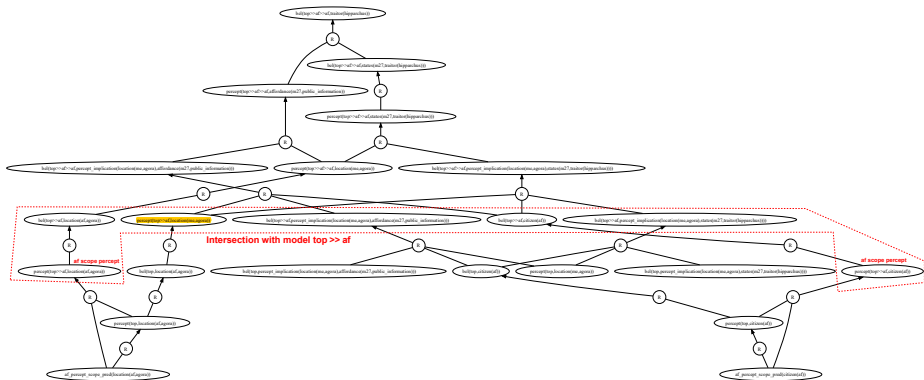 bel(top>>af>>af,traitor(hipparchus))
R
bel(top>>af>>af,status(m27,traitor(hipparchus)))
percept(top>>af>>af,affordance(m27,public_information))
R
percept(top>>af>>af,status(m27,traitor(hipparchus)))
R
R
bel(top>>af>>af,percept_implication(location(me,agora),affordance(m27,public_information)))
percept(top>>af>>af,location(me,agora))
bel(top>>af>>af,percept_implication(location(me,agora),status(m27,traitor(hipparchus))))
R
R
R
bel(top>>af,location(af,agora))
percept(top>>af,location(me,agora))
bel(top>>af,percept_implication(location(me,agora),affordance(m27,public_information)))
bel(top>>af,citizen(af))
bel(top>>af,percept_implication(location(me,agora),status(m27,traitor(hipparchus))))
Intersection with model top >> af
R
R
R
R
R
af scope percept
af scope percept
percept(top>>af,location(af,agora))
bel(top,location(af,agora))
bel(top,percept_implication(location(me,agora),affordance(m27,public_information)))
bel(top,citizen(af))
percept(top,location(me,agora))
bel(top,percept_implication(location(me,agora),status(m27,traitor(hipparchus))))
percept(top>>af,citizen(af))
R
R
R
R
percept(top,location(af,agora))
percept(top,citizen(af))
R
R
af_percept_scope_pred(location(af,agora))
af_percept_scope_pred(citizen(af))